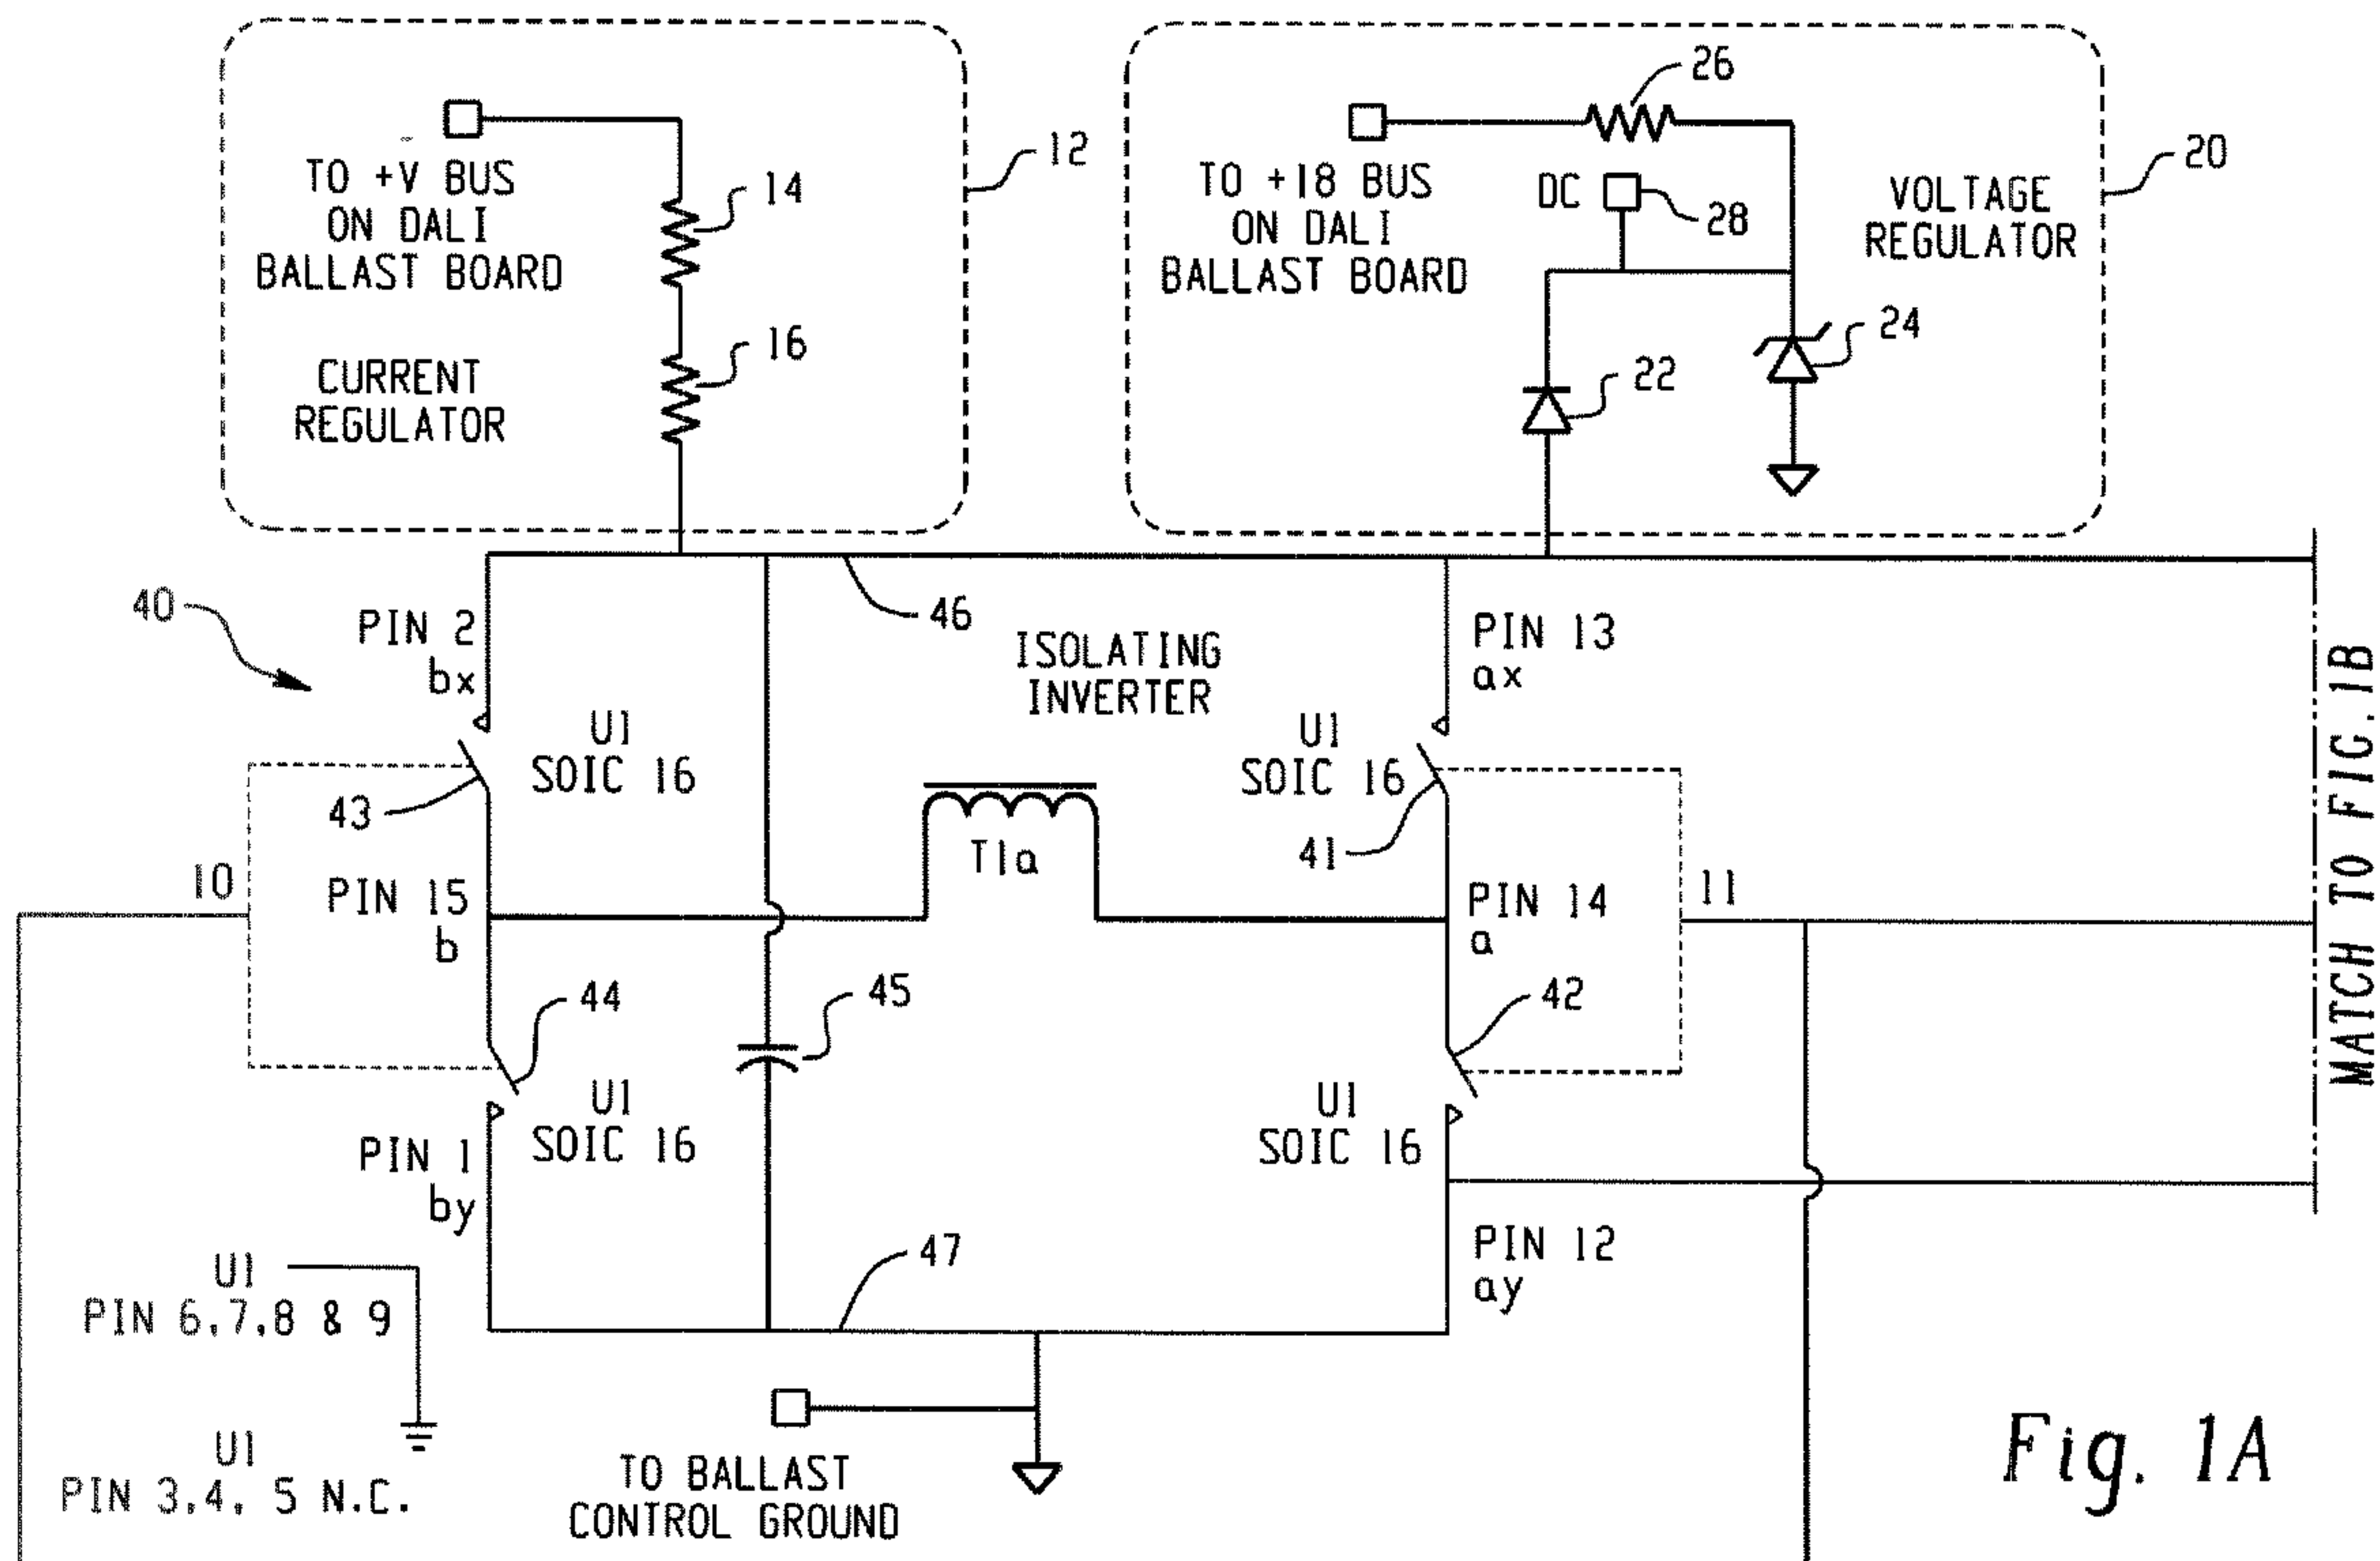 TO +V BUS
ON DALI
BALLAST BOARD
14
12
16
CURRENT
REGULATOR
26
TO +18 BUS
ON DALI
BALLAST BOARD
DC
28
VOLTAGE
REGULATOR
20
24
22
40
PIN 2
bx
46
ISOLATING
INVERTER
PIN 13
ax
U1
SOIC 16
U1
SOIC 16
43
T1a
41
10
PIN 15
b
PIN 14
a
11
44
45
42
U1
SOIC 16
U1
SOIC 16
PIN 1
by
47
PIN 12
ay
U1
PIN 6,7,8 & 9
U1
PIN 3,4, 5 N.C.
TO BALLAST
CONTROL GROUND
MATCH TO FIG.1B
Fig. 1A